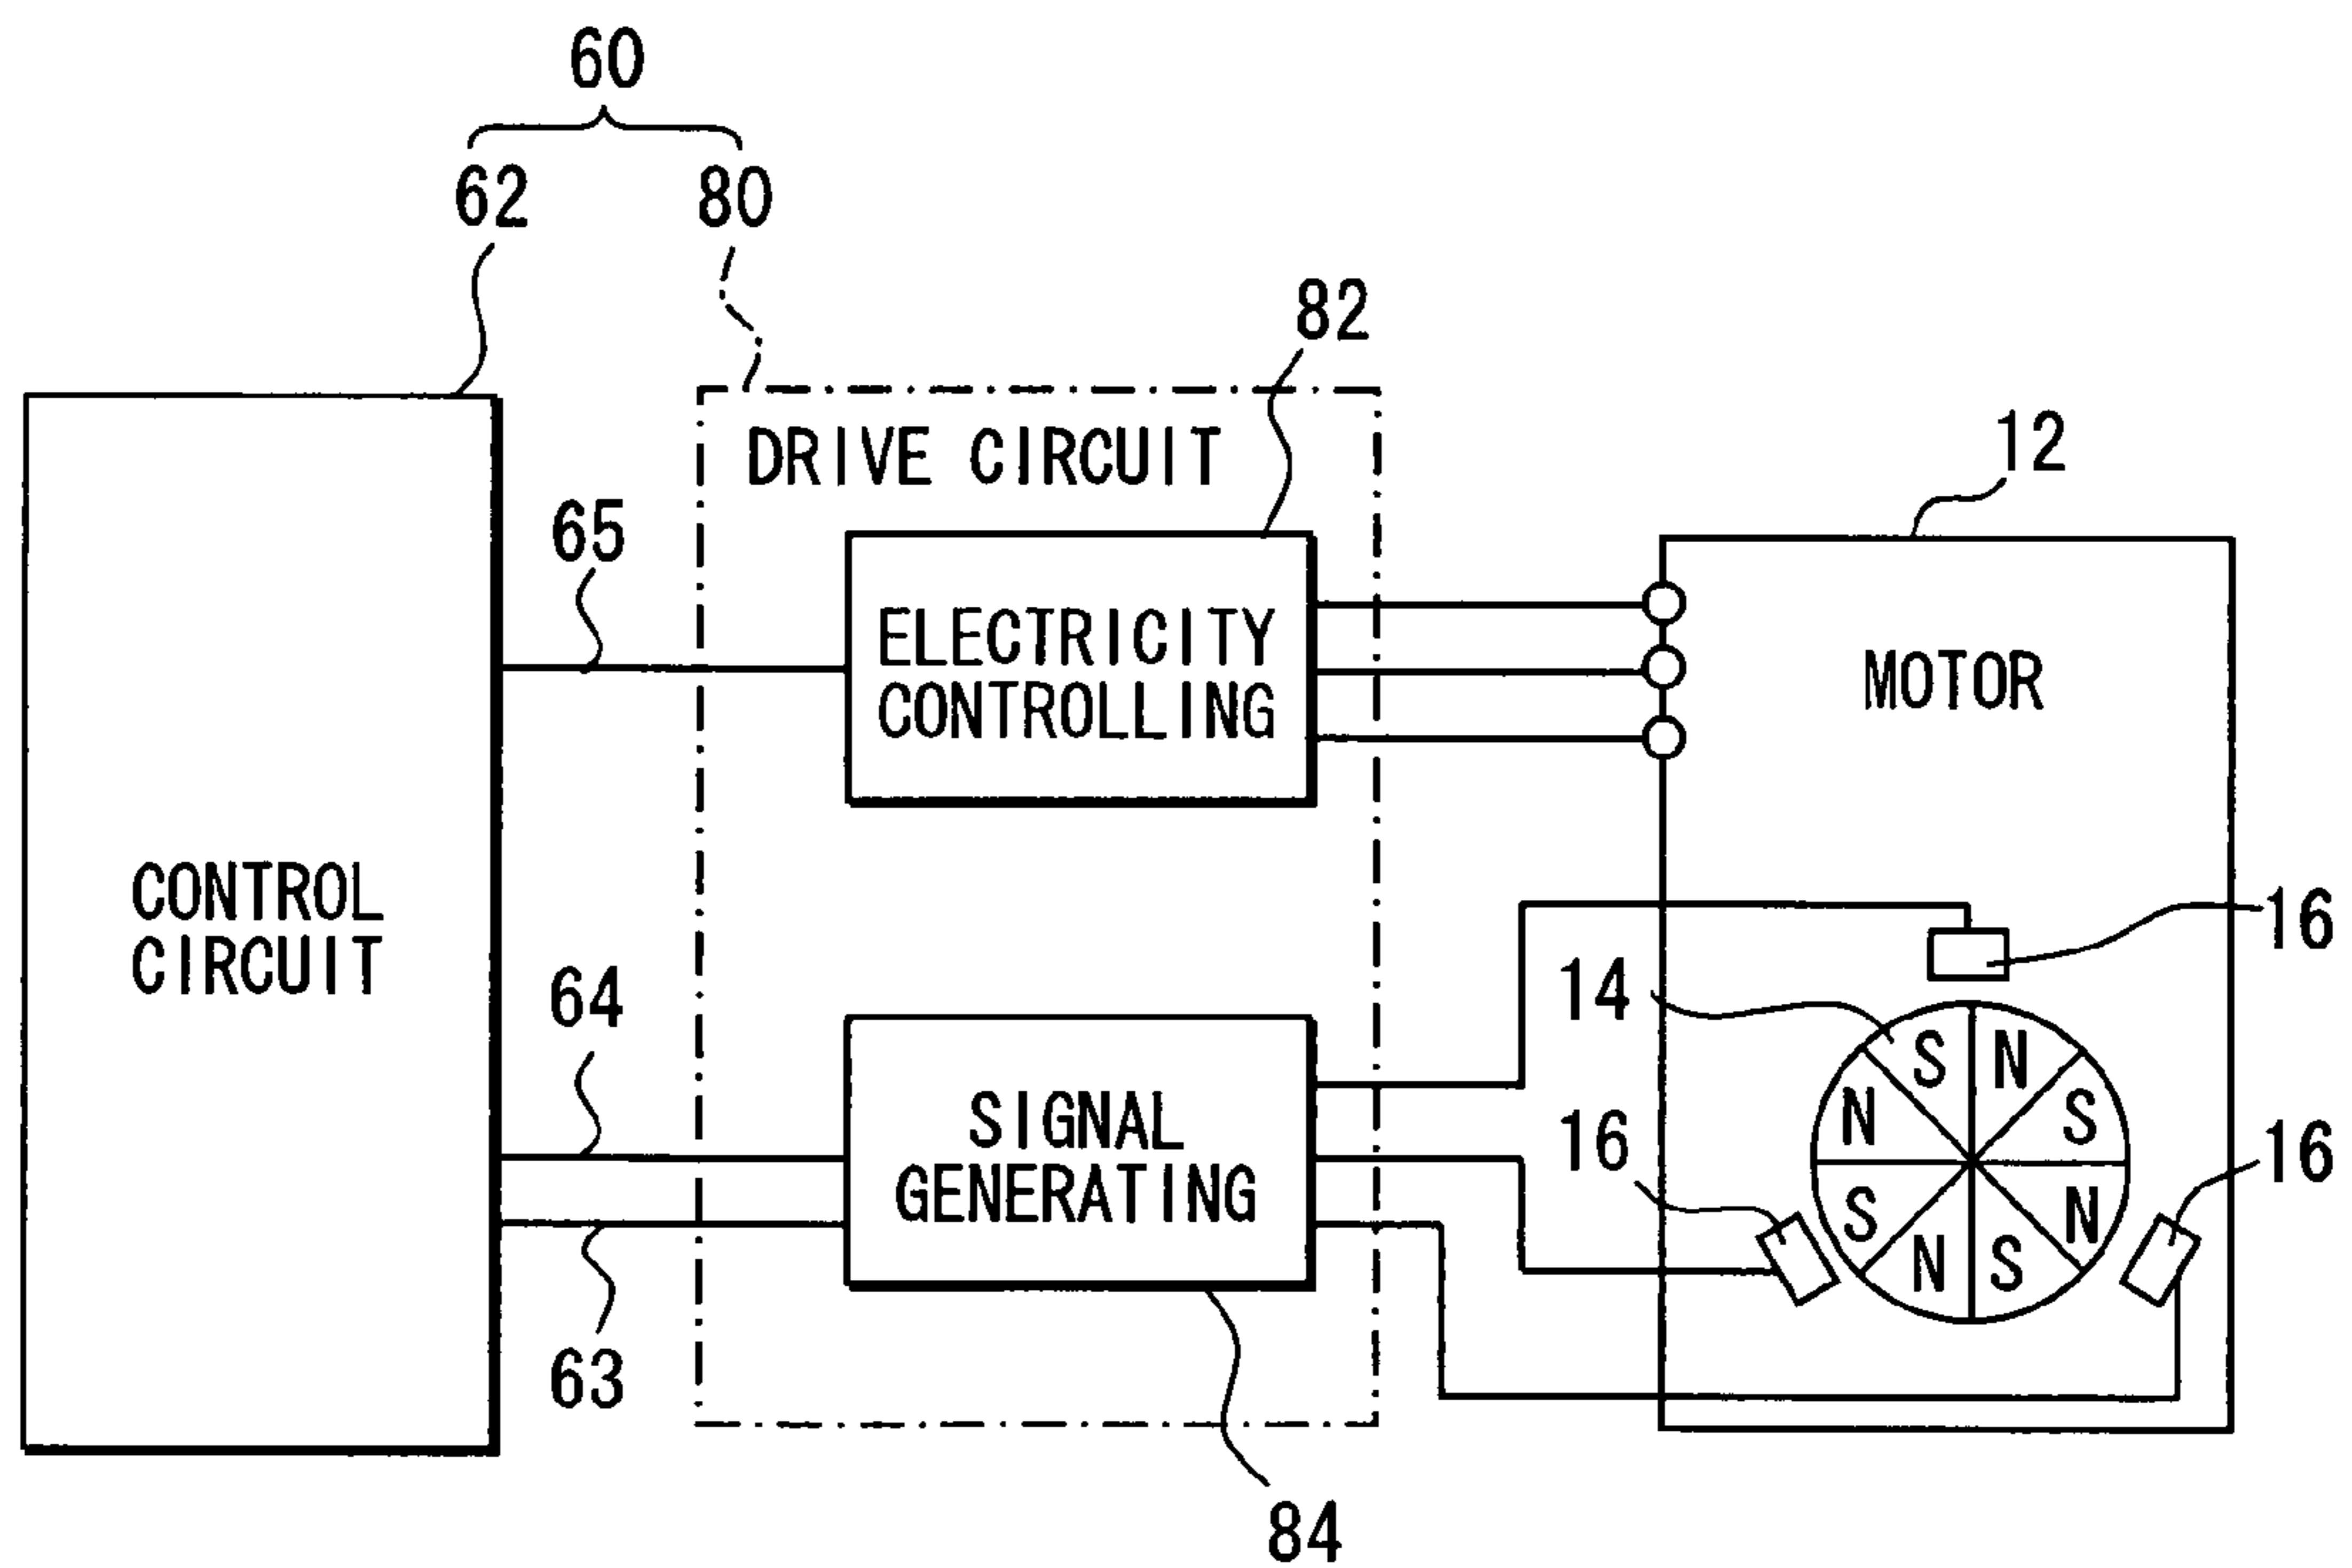 60
62
80
82
12
DRIVE CIRCUIT
65
ELECTRICITY
CONTROLLING
MOTOR
CONTROL
CIRCUIT
16
14
64
S N
N S
16
16
SIGNAL
GENERATING
S N
N S
63
84